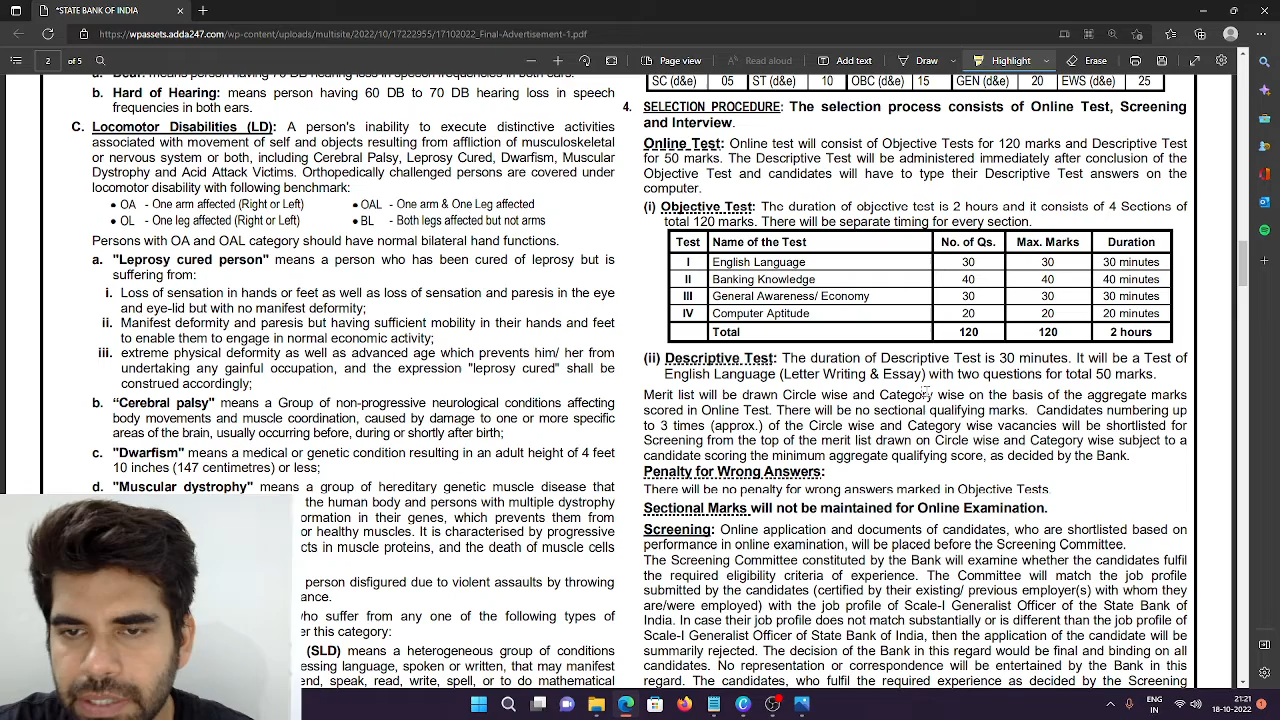 *STATE BANK OF INDIA
https://wpassets.adda247.com/wp-content/uploads/multisite/2022/10/17222955/17102022_Final-Advertisement-1.pdf
2 of 5
Page view
Read aloud
Add text
Draw
Highlight
Erase
a. Deaf: means person having 70 DB hearing loss in speech frequencies in both ears.
b. Hard of Hearing: means person having 60 DB to 70 DB hearing loss in speech
frequencies in both ears.
C. Locomotor Disabilities (LD): A person's inability to execute distinctive activities
associated with movement of self and objects resulting from affliction of musculoskeletal
or nervous system or both, including Cerebral Palsy, Leprosy Cured, Dwarfism, Muscular
Dystrophy and Acid Attack Victims. Orthopedically challenged persons are covered under
locomotor disability with following benchmark:
• OA - One arm affected (Right or Left) • OAL - One arm & One Leg affected
• OL - One leg affected (Right or Left) • BL - Both legs affected but not arms
Persons with OA and OAL category should have normal bilateral hand functions.
a. "Leprosy cured person" means a person who has been cured of leprosy but is
suffering from:
i. Loss of sensation in hands or feet as well as loss of sensation and paresis in the eye
and eye-lid but with no manifest deformity;
ii. Manifest deformity and paresis but having sufficient mobility in their hands and feet
to enable them to engage in normal economic activity;
iii. extreme physical deformity as well as advanced age which prevents him/ her from
undertaking any gainful occupation, and the expression "leprosy cured" shall be
construed accordingly;
b. “Cerebral palsy” means a Group of non-progressive neurological conditions affecting
body movements and muscle coordination, caused by damage to one or more specific
areas of the brain, usually occurring before, during or shortly after birth;
c. "Dwarfism" means a medical or genetic condition resulting in an adult height of 4 feet
10 inches (147 centimetres) or less;
d. "Muscular dystrophy" means a group of hereditary genetic muscle disease that
the human body and persons with multiple dystrophy
ormation in their genes, which prevents them from
or healthy muscles. It is characterised by progressive
cts in muscle proteins, and the death of muscle cells
person disfigured due to violent assaults by throwing
ance.
ho suffer from any one of the following types of
er this category:
(SLD) means a heterogeneous group of conditions
essing language, spoken or written, that may manifest
end, speak, read, write, spell, or to do mathematical
SC (d&e) 05 ST (d&e) 10 OBC (d&e) 15 GEN (d&e) 20 EWS (d&e) 25
4. SELECTION PROCEDURE: The selection process consists of Online Test, Screening
and Interview.
Online Test: Online test will consist of Objective Tests for 120 marks and Descriptive Test
for 50 marks. The Descriptive Test will be administered immediately after conclusion of the
Objective Test and candidates will have to type their Descriptive Test answers on the
computer.
(i) Objective Test: The duration of objective test is 2 hours and it consists of 4 Sections of
total 120 marks. There will be separate timing for every section.
Test Name of the Test No. of Qs. Max. Marks Duration
I English Language 30 30 30 minutes
II Banking Knowledge 40 40 40 minutes
III General Awareness/ Economy 30 30 30 minutes
IV Computer Aptitude 20 20 20 minutes
Total 120 120 2 hours
(ii) Descriptive Test: The duration of Descriptive Test is 30 minutes. It will be a Test of
English Language (Letter Writing & Essay) with two questions for total 50 marks.
Merit list will be drawn Circle wise and Category wise on the basis of the aggregate marks
scored in Online Test. There will be no sectional qualifying marks. Candidates numbering up
to 3 times (approx.) of the Circle wise and Category wise vacancies will be shortlisted for
Screening from the top of the merit list drawn on Circle wise and Category wise subject to a
candidate scoring the minimum aggregate qualifying score, as decided by the Bank.
Penalty for Wrong Answers:
There will be no penalty for wrong answers marked in Objective Tests.
Sectional Marks will not be maintained for Online Examination.
Screening: Online application and documents of candidates, who are shortlisted based on
performance in online examination, will be placed before the Screening Committee.
The Screening Committee constituted by the Bank will examine whether the candidates fulfil
the required eligibility criteria of experience. The Committee will match the job profile
submitted by the candidates (certified by their existing/ previous employer(s) with whom they
are/were employed) with the job profile of Scale-I Generalist Officer of the State Bank of
India. In case their job profile does not match substantially or is different than the job profile of
Scale-I Generalist Officer of State Bank of India, then the application of the candidate will be
summarily rejected. The decision of the Bank in this regard would be final and binding on all
candidates. No representation or correspondence will be entertained by the Bank in this
regard. The candidates, who fulfil the required experience as decided by the Screening
ENG
IN
21:21
18-10-2022